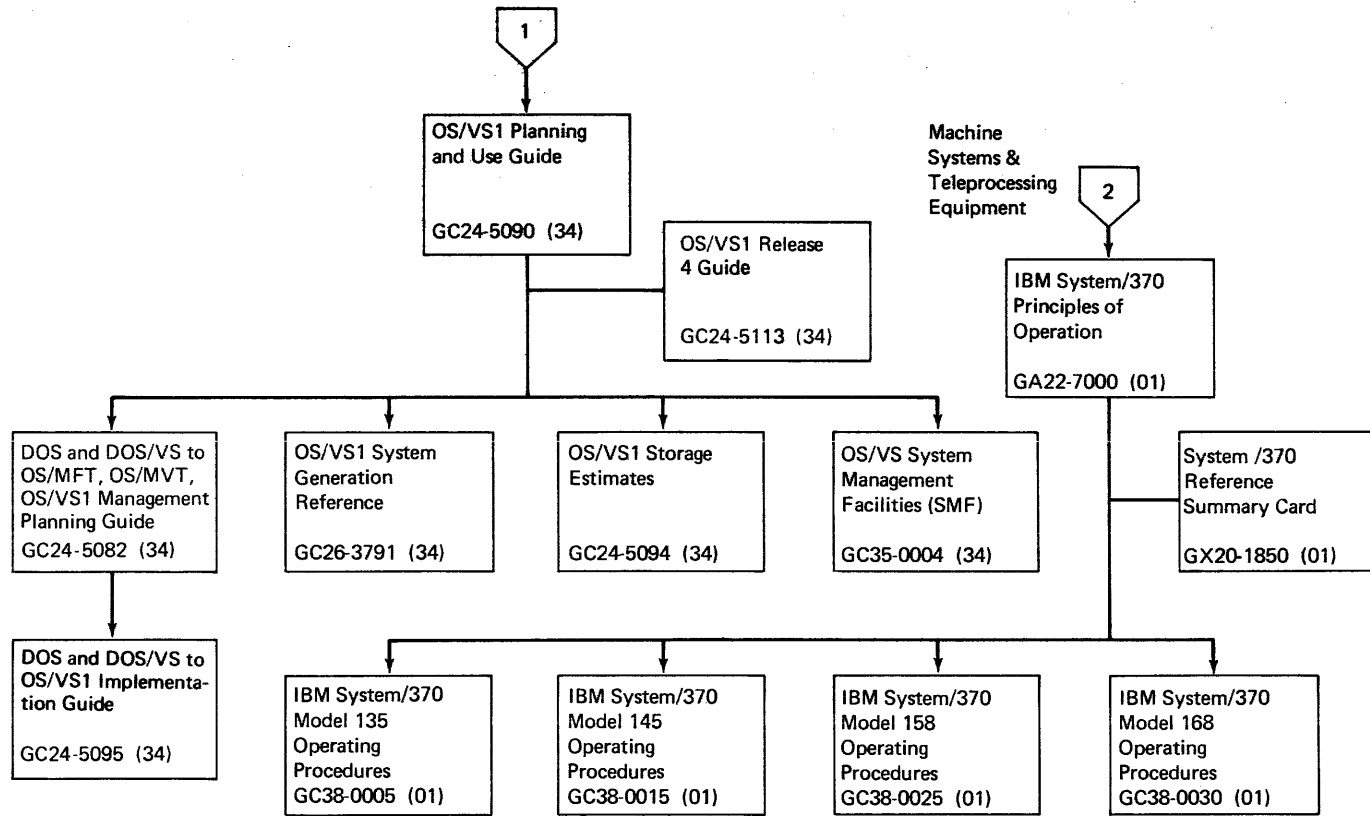 1
OS/VS1 Planning
and Use Guide
GC24-5090 (34)
OS/VS1 Release
4 Guide
GC24-5113 (34)
Machine
Systems &
Teleprocessing
Equipment
2
IBM System/370
Principles of
Operation
GA22-7000 (01)
DOS and DOS/VS to
OS/MFT, OS/MVT,
OS/VS1 Management
Planning Guide
GC24-5082 (34)
OS/VS1 System
Generation
Reference
GC26-3791 (34)
OS/VS1 Storage
Estimates
GC24-5094 (34)
OS/VS System
Management
Facilities (SMF)
GC35-0004 (34)
System /370
Reference
Summary Card
GX20-1850 (01)
DOS and DOS/VS to
OS/VS1 Implementa-
tion Guide
GC24-5095 (34)
IBM System/370
Model 135
Operating
Procedures
GC38-0005 (01)
IBM System/370
Model 145
Operating
Procedures
GC38-0015 (01)
IBM System/370
Model 158
Operating
Procedures
GC38-0025 (01)
IBM System/370
Model 168
Operating
Procedures
GC38-0030 (01)